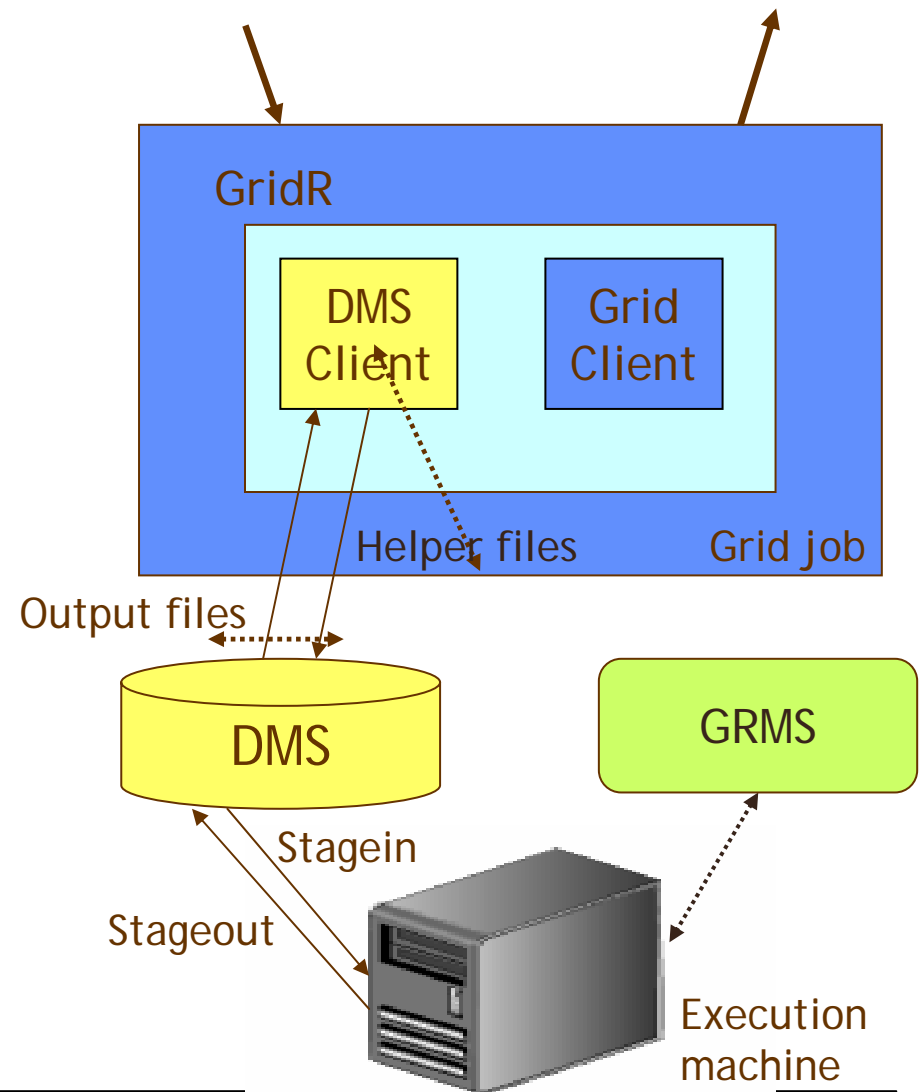 GridR
DMS
Client
Grid
Client
Helper files
Grid job
Output files
DMS
GRMS
Stagein
Stageout
Execution
machine